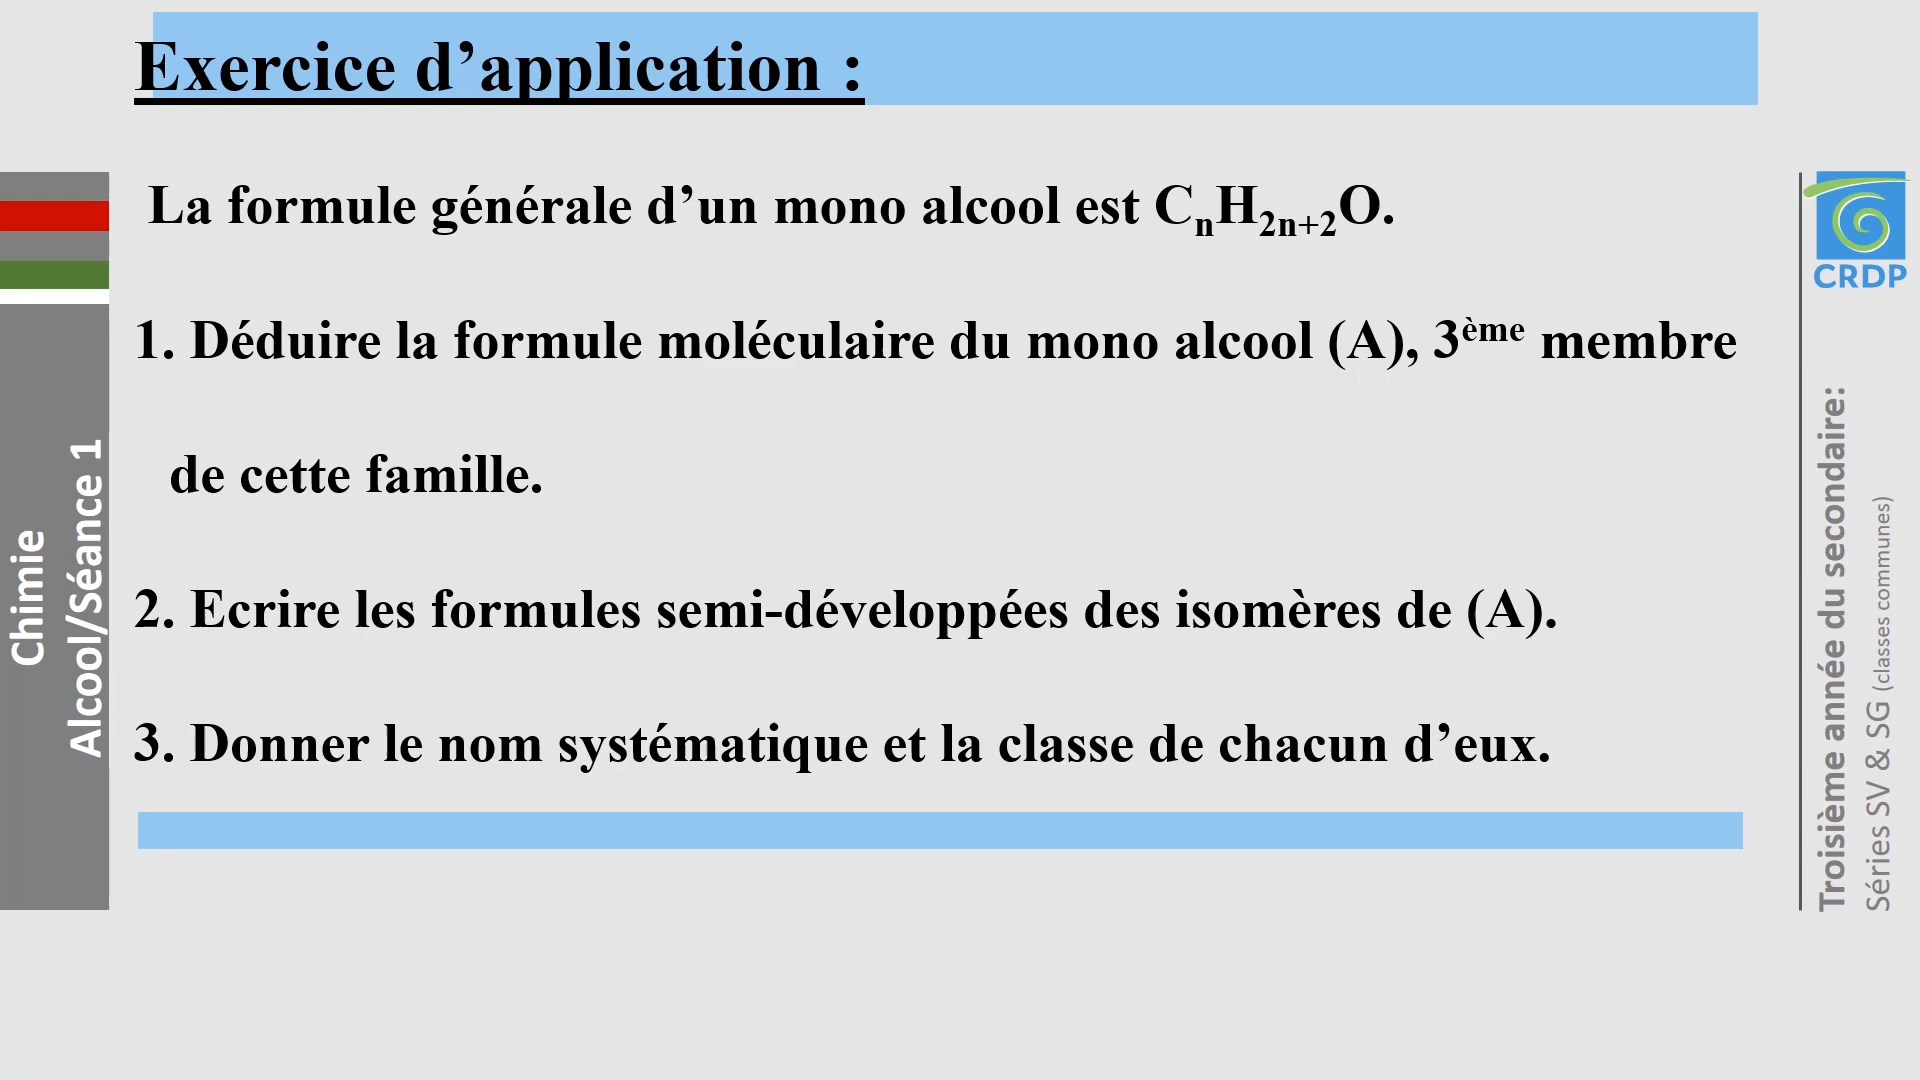 Exercice d’application :
La formule générale d’un mono alcool est CₙH₂ₙ₊₂O.
1. Déduire la formule moléculaire du mono alcool (A), 3ème membre
de cette famille.
2. Ecrire les formules semi-développées des isomères de (A).
3. Donner le nom systématique et la classe de chacun d’eux.
Chimie
Alcool/Séance 1
CRDP
Troisième année du secondaire:
Séries SV & SG (classes communes)